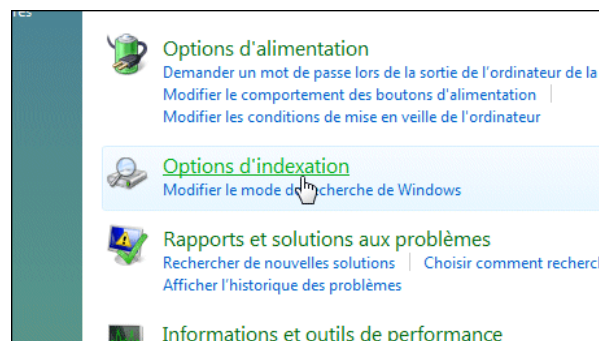 Options d'alimentation
Demander un mot de passe lors de la sortie de l'ordinateur de la
Modifier le comportement des boutons d'alimentation
Modifier les conditions de mise en veille de l'ordinateur
Options d'indexation
Modifier le mode de recherche de Windows
Rapports et solutions aux problèmes
Rechercher de nouvelles solutions | Choisir comment recherc
Afficher l'historique des problèmes
Informations et outils de performance